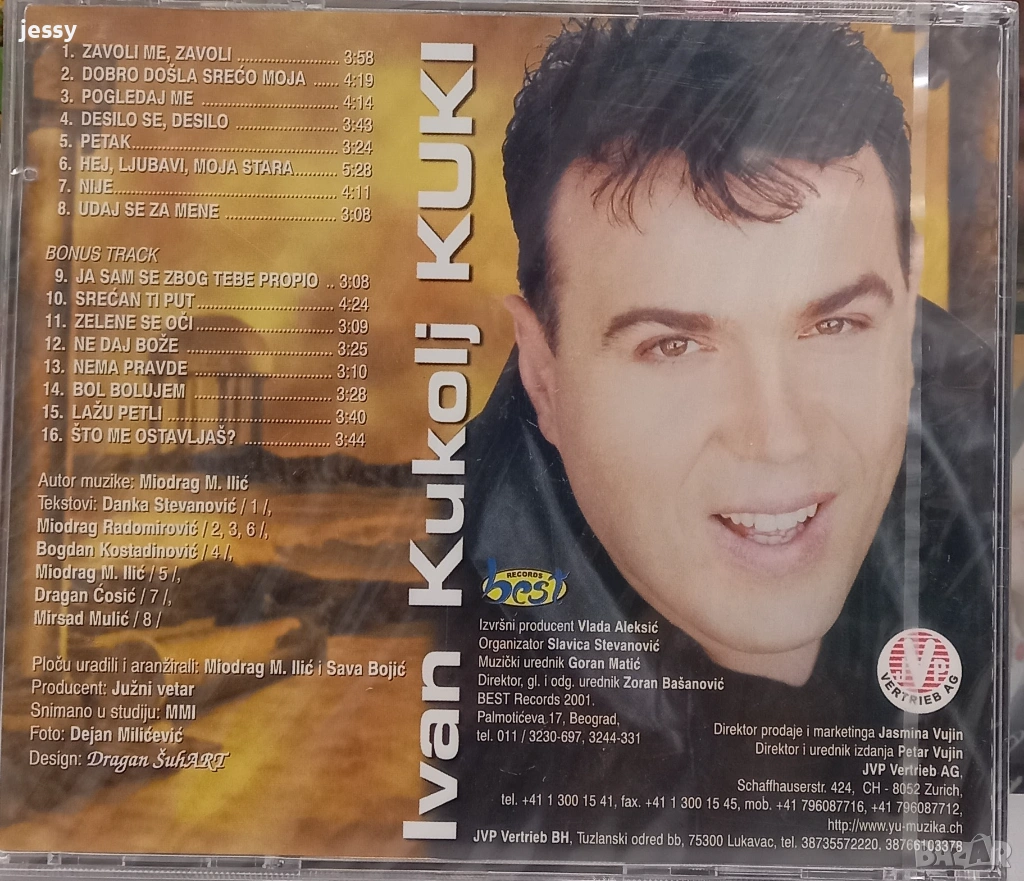 jessy
1. ZAVOLI ME, ZAVOLI ........................ 3:58
2. DOBRO DOŠLA SREĆO MOJA ...... 4:19
3. POGLEDAJ ME ................................ 4:14
4. DESILO SE, DESILO ........................ 3:43
5. PETAK................................................ 3:24
6. HEJ, LJUBAVI, MOJA STARA.......... 5:28
7. NIJE.................................................... 4:11
8. UDAJ SE ZA MENE .......................... 3:08
BONUS TRACK
9. JA SAM SE ZBOG TEBE PROPIO .. 3:08
10. SREĆAN TI PUT................................ 4:24
11. ZELENE SE OČI................................ 3:09
12. NE DAJ BOŽE .................................. 3:25
13. NEMA PRAVDE ................................ 3:10
14. BOL BOLUJEM ................................ 3:28
15. LAŽU PETLI...................................... 3:40
16. ŠTO ME OSTAVLJAŠ? .................... 3:44
Autor muzike: Miodrag M. Ilić
Tekstovi: Danka Stevanović / 1 /,
Miodrag Radomirović / 2, 3, 6 /,
Bogdan Kostadinović / 4 /,
Miodrag M. Ilić / 5 /,
Dragan Ćosić / 7 /,
Mirsad Mulić / 8 /
Ploču uradili i aranžirali: Miodrag M. Ilić i Sava Bojić
Producent: Južni vetar
Snimano u studiju: MMI
Foto: Dejan Milićević
Design: Dragan ŠuhART
Ivan Kukolj KUKI
RECORDS
best
Izvršni producent Vlada Aleksić
Organizator Slavica Stevanović
Muzički urednik Goran Matić
Direktor, gl. i odg. urednik Zoran Bašanović
BEST Records 2001.
Palmotićeva 17, Beograd,
tel. 011 / 3230-697, 3244-331
JVP
VERTRIEB AG
Direktor prodaje i marketinga Jasmina Vujin
Direktor i urednik izdanja Petar Vujin
JVP Vertrieb AG,
Schaffhauserstr. 424, CH - 8052 Zurich,
tel. +41 1 300 15 41, fax. +41 1 300 15 45, mob. +41 796087716, +41 796087712,
http://www.yu-muzika.ch
JVP Vertrieb BH, Tuzlanski odred bb, 75300 Lukavac, tel. 38735572220, 38766103378
BAZAR